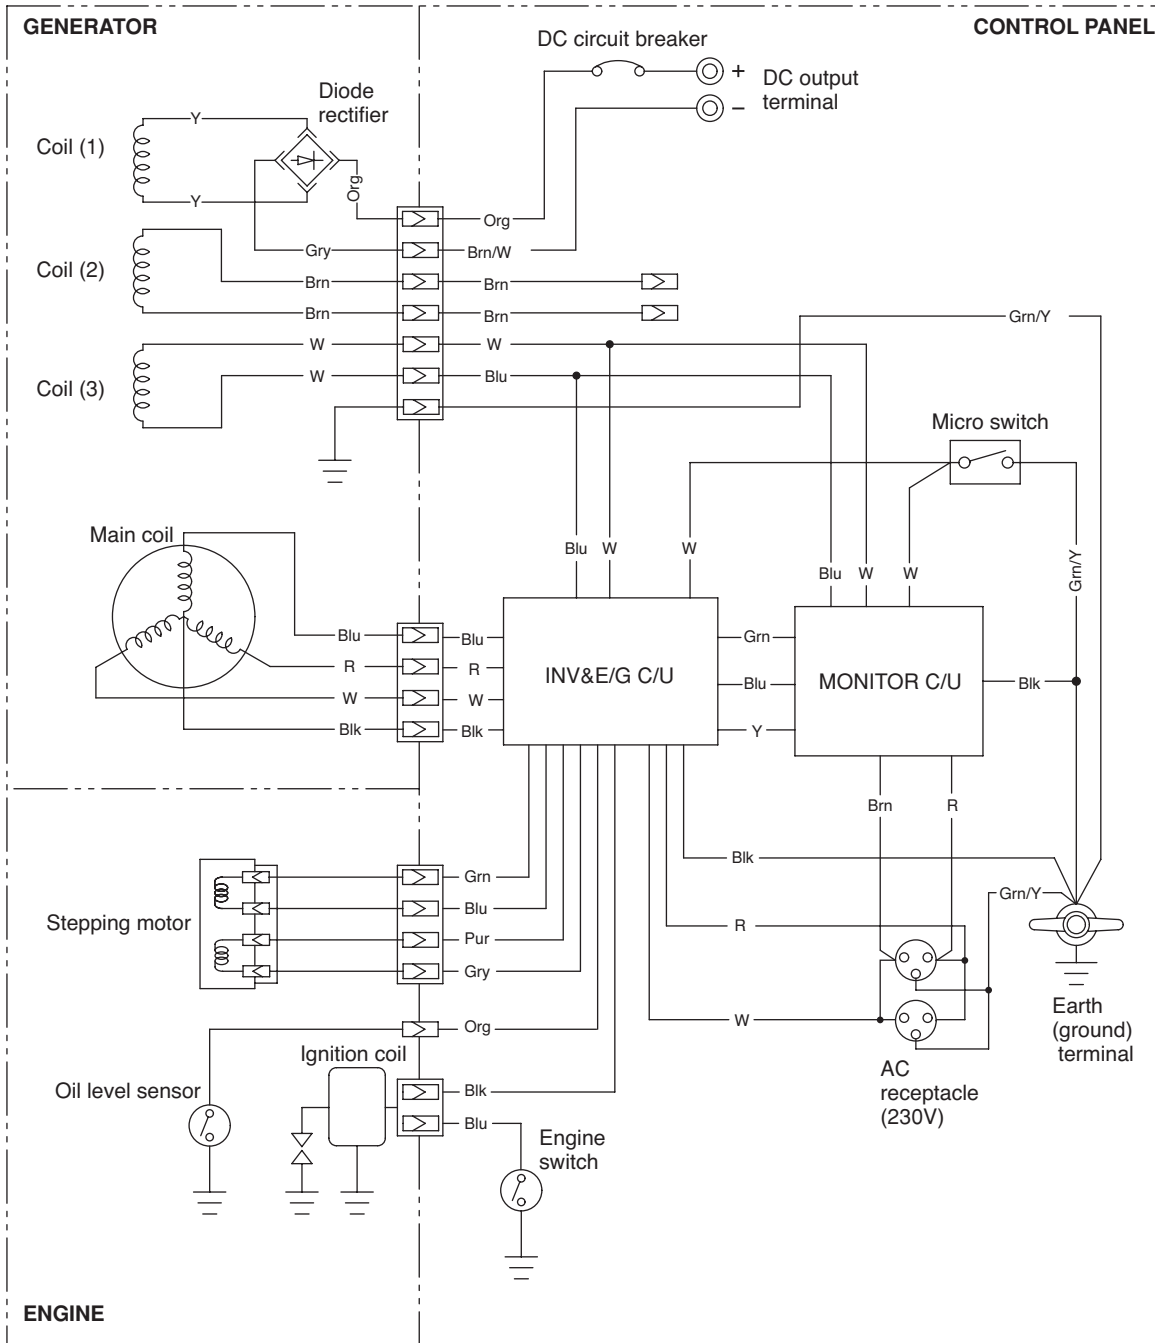 GENERATOR
CONTROL PANEL
DC circuit breaker
+
DC output
terminal
−
Diode
rectifier
Coil (1)
Y
Y
Org
Org
Gry
Brn/W
Coil (2)
Brn
Brn
Brn
Brn
Grn/Y
W
W
Coil (3)
W
Blu
Micro switch
Main coil
Blu
W
W
Blu
W
W
Grn/Y
Blu
Blu
R
R
W
W
Blk
Blk
INV&E/G C/U
Grn
Blu
Y
MONITOR C/U
Blk
Brn
R
Blk
Grn/Y
R
W
Stepping motor
Grn
Blu
Pur
Gry
Org
Earth
(ground)
terminal
AC
receptacle
(230V)
Ignition coil
Oil level sensor
Blk
Blu
Engine
switch
ENGINE